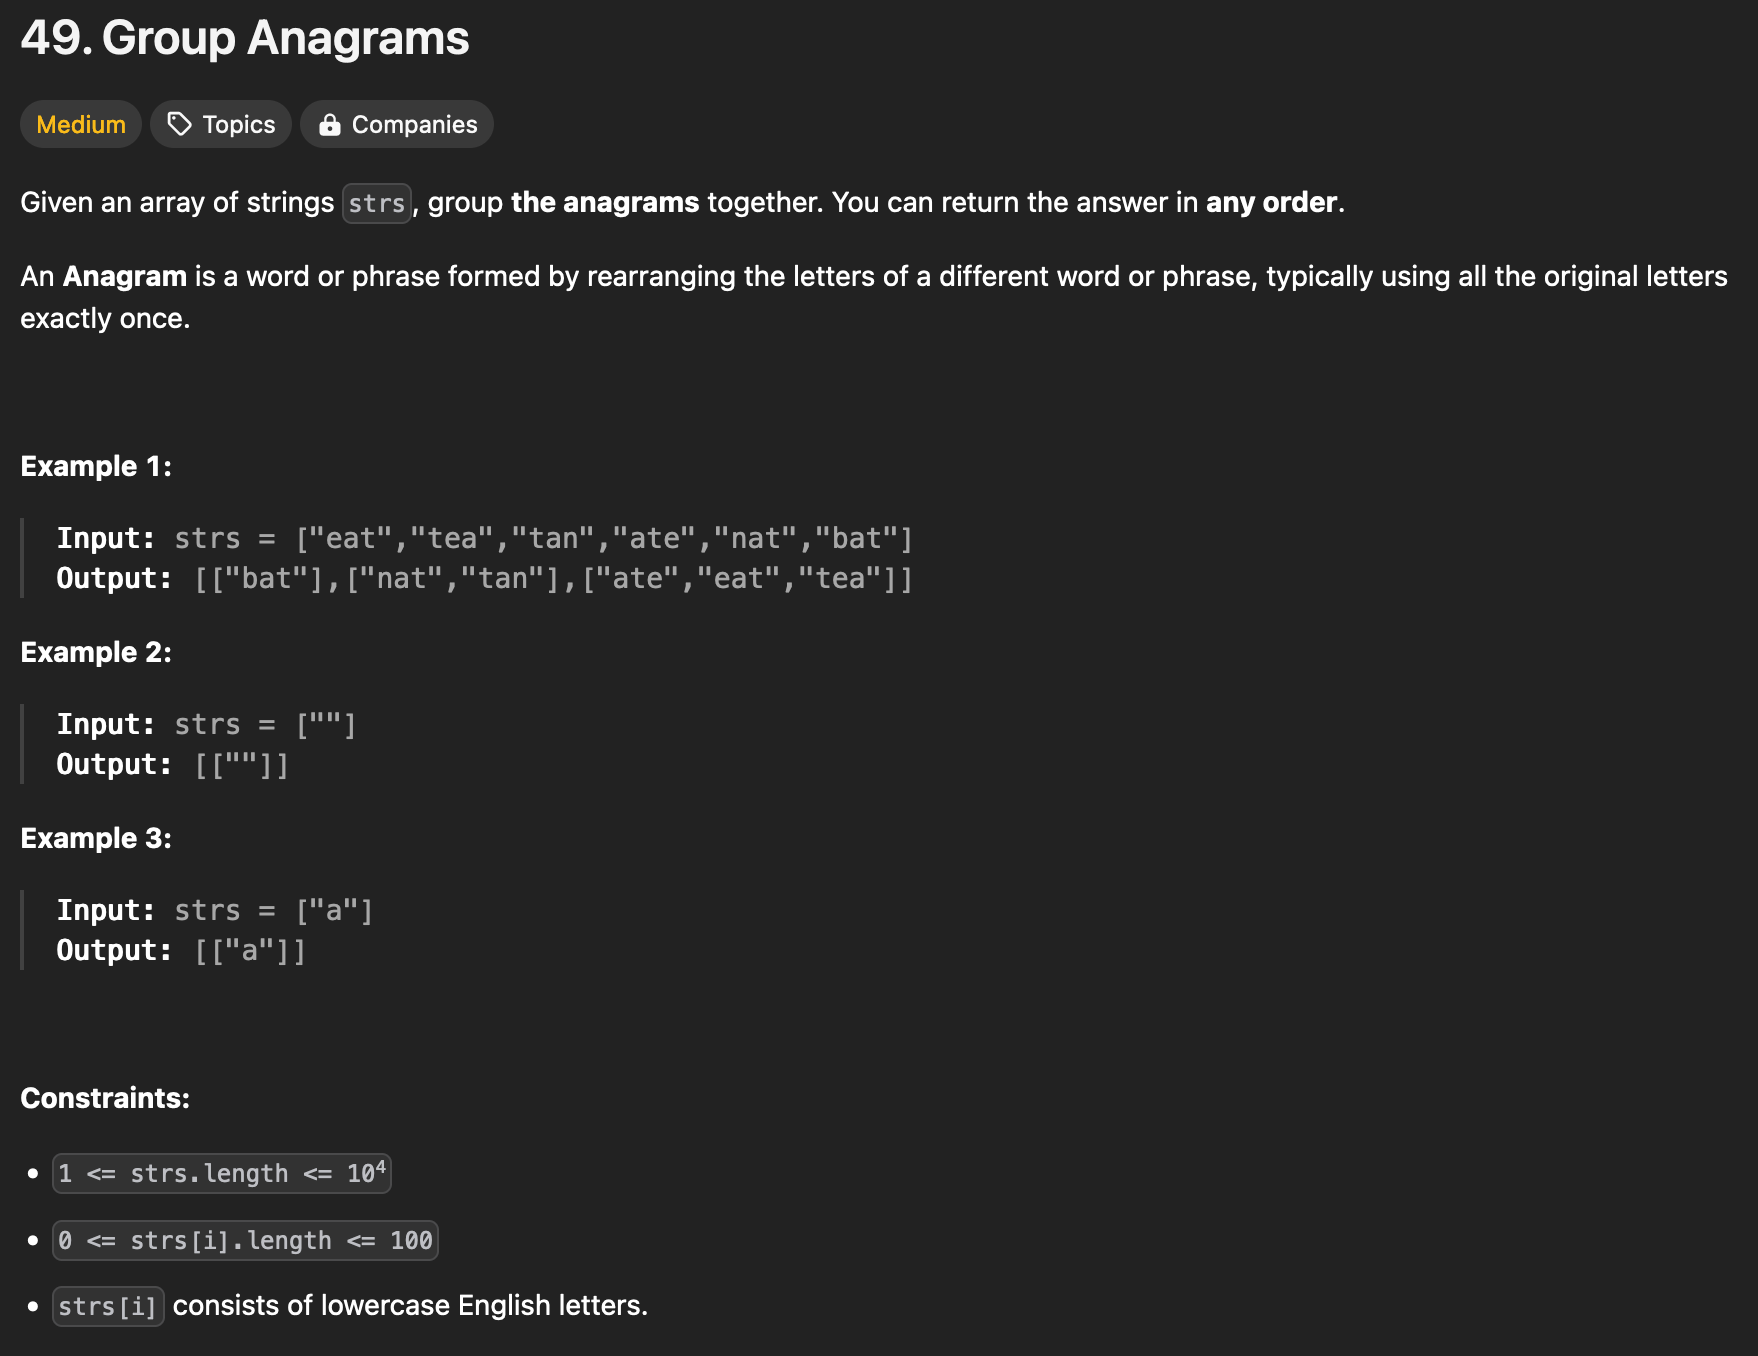 49. Group Anagrams
Medium Topics Companies
Given an array of strings strs, group the anagrams together. You can return the answer in any order.
An Anagram is a word or phrase formed by rearranging the letters of a different word or phrase, typically using all the original letters
exactly once.
Example 1:
Input: strs = ["eat","tea","tan","ate","nat","bat"]
Output: [["bat"],["nat","tan"],["ate","eat","tea"]]
Example 2:
Input: strs = [""]
Output: [[""]]
Example 3:
Input: strs = ["a"]
Output: [["a"]]
Constraints:
• 1 <= strs.length <= 10⁴
• 0 <= strs[i].length <= 100
• strs[i] consists of lowercase English letters.